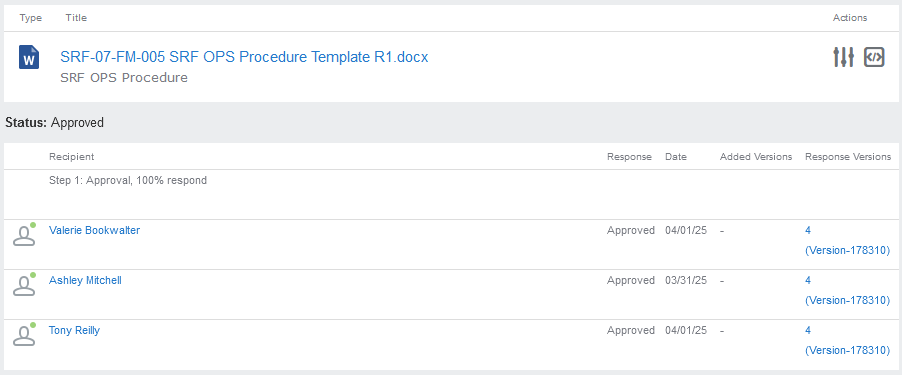 Type Title Actions
W SRF-07-FM-005 SRF OPS Procedure Template R1.docx
SRF OPS Procedure
Status: Approved
Recipient Response Date Added Versions Response Versions
Step 1: Approval, 100% respond
Valerie Bookwalter Approved 04/01/25 - 4
(Version-178310)
Ashley Mitchell Approved 03/31/25 - 4
(Version-178310)
Tony Reilly Approved 04/01/25 - 4
(Version-178310)